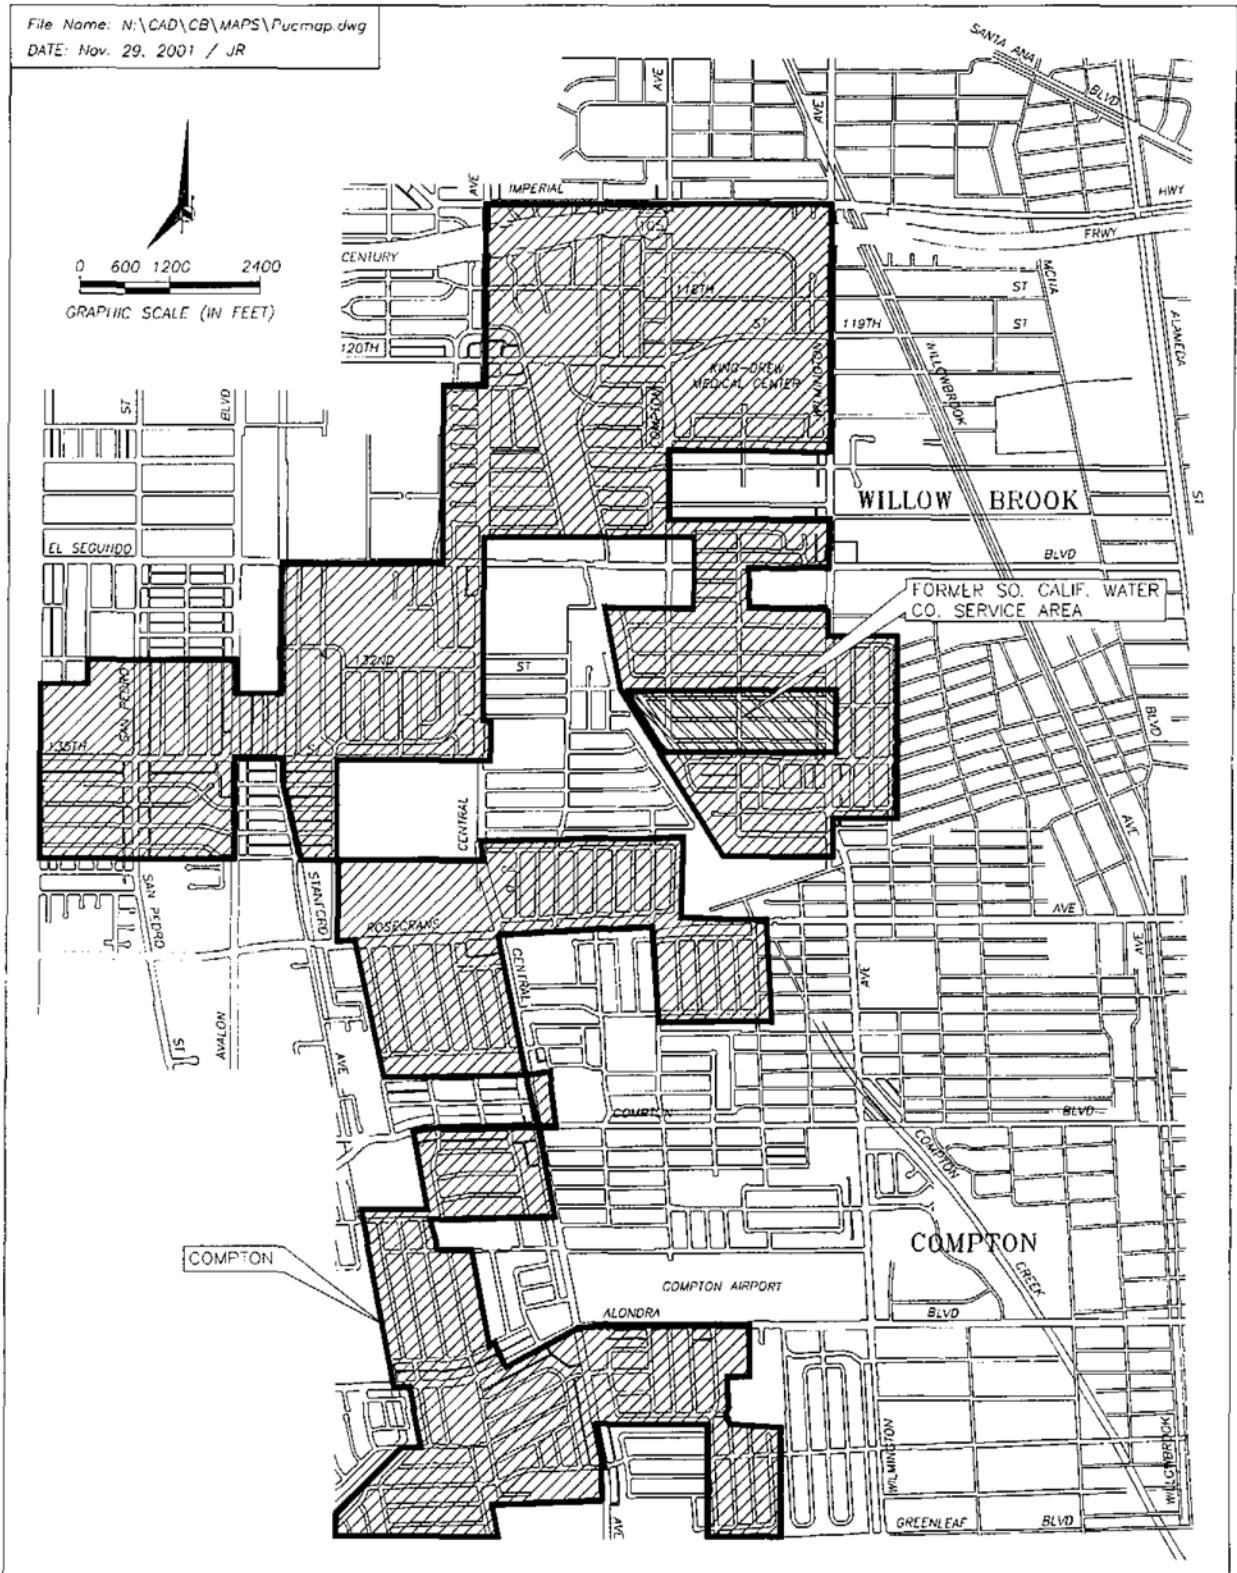 File Name: N:\CAD\CB\MAPS\Pucmap.dwg
DATE: Nov. 29, 2001 / JR
SANTA ANA
BLVD
AVE
AVE
AVE
IMPERIAL
HWY
FRWY
105
CENTURY
0 600 1200 2400
GRAPHIC SCALE (IN FEET)
118TH
ST
MONA
ST
119TH
ST
120TH
ALAMEDA
WILLOWBROOK
KING-DREW
MEDICAL CENTER
WILMINGTON
COMPTON
ST
BLVD
WILLOW BROOK
ST
EL SEGUNDO
BLVD
FORMER SO. CALIF. WATER
CO. SERVICE AREA
132ND
ST
SAN PEDRO
BLVD
135TH
CENTRAL
AVE
SAN PEDRO
STANFORD
ROSECRANS
AVE
AVE
CENTRAL
AVE
AVALON
ST
AVE
COMPTON
BLVD
COMPTON
COMPTON
COMPTON
CREEK
COMPTON AIRPORT
ALONDRA
BLVD
WILMINGTON
WILLOWBROOK
AVE
GREENLEAF
BLVD